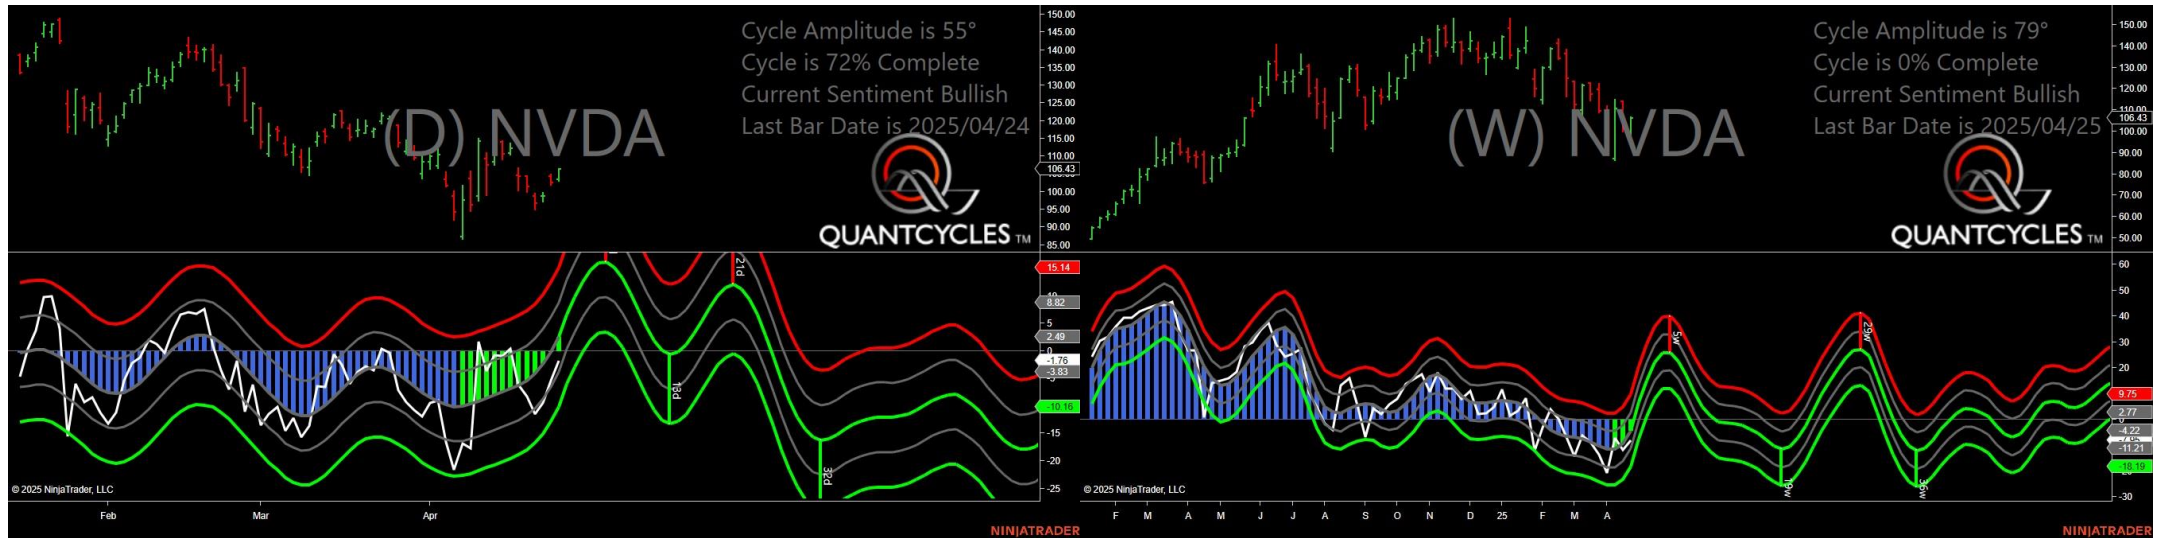 Cycle Amplitude is 55°
Cycle is 72% Complete
Current Sentiment Bullish
Last Bar Date is 2025/04/24
(D) NVDA
QUANTCYCLES TM
150.00
145.00
140.00
135.00
130.00
125.00
120.00
115.00
110.00
106.43
100.00
95.00
90.00
85.00
21d
13d
32d
15.14
8.82
5
2.49
-1.76
-3.83
-10.16
-15
-20
-25
© 2025 NinjaTrader, LLC
Feb Mar Apr
NINJATRADER
Cycle Amplitude is 79°
Cycle is 0% Complete
Current Sentiment Bullish
Last Bar Date is 2025/04/25
(W) NVDA
QUANTCYCLES TM
150.00
140.00
130.00
120.00
110.00
106.43
100.00
90.00
80.00
70.00
60.00
50.00
5w
29w
19w
36w
60
50
40
30
20
9.75
2.77
-4.22
-11.21
-18.19
-30
© 2025 NinjaTrader, LLC
F M A M J J A S O N D 25 F M A
NINJATRADER